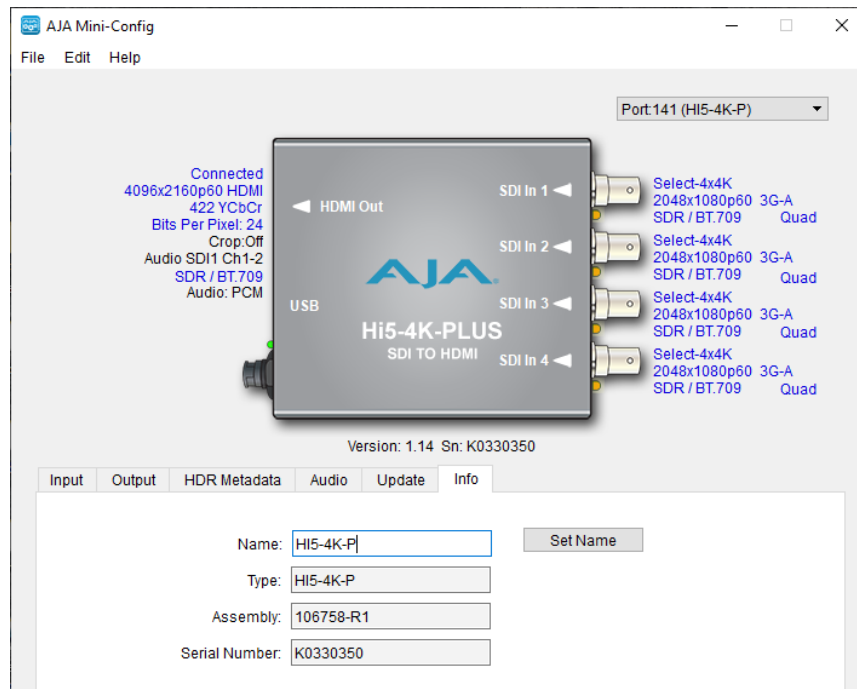 AJA Mini-Config
File Edit Help
Port:141 (HI5-4K-P)
Connected
4096x2160p60 HDMI
422 YCbCr
Bits Per Pixel: 24
Crop:Off
Audio SDI1 Ch1-2
SDR / BT.709
Audio: PCM
HDMI Out
USB
AJA
Hi5-4K-PLUS
SDI TO HDMI
SDI In 1
SDI In 2
SDI In 3
SDI In 4
Select-4x4K
2048x1080p60 3G-A
SDR / BT.709 Quad
Select-4x4K
2048x1080p60 3G-A
SDR / BT.709 Quad
Select-4x4K
2048x1080p60 3G-A
SDR / BT.709 Quad
Select-4x4K
2048x1080p60 3G-A
SDR / BT.709 Quad
Version: 1.14 Sn: K0330350
Input Output HDR Metadata Audio Update Info
Name: HI5-4K-P Set Name
Type: HI5-4K-P
Assembly: 106758-R1
Serial Number: K0330350